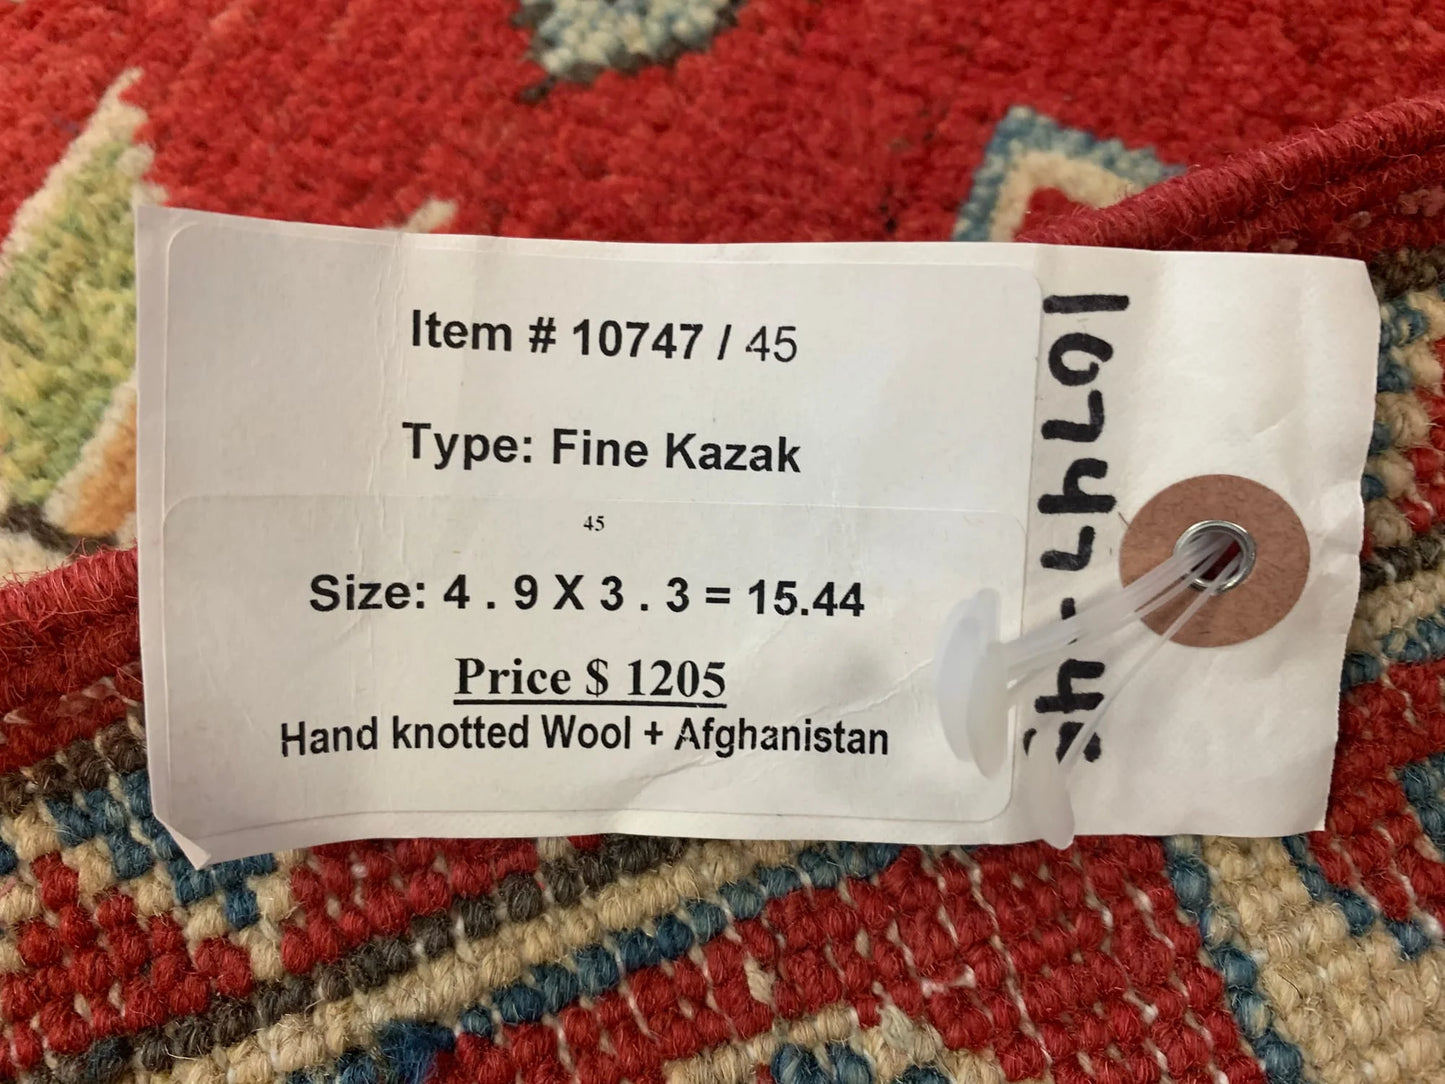 Item # 10747 / 45
Type: Fine Kazak
45
Size: 4 . 9 X 3 . 3 = 15.44
Price $ 1205
Hand knotted Wool + Afghanistan
10747-45